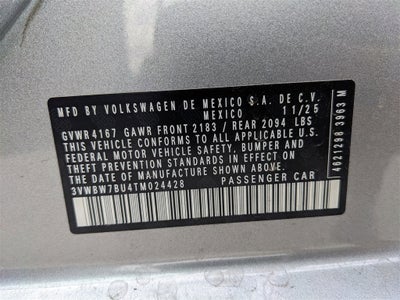 MFD BY VOLKSWAGEN DE MEXICO S.A. DE C.V.
MEXICO 11/25
GVWR 4167 GAWR FRONT 2183 / REAR 2094 LBS
THIS VEHICLE CONFORMS TO ALL APPLICABLE U.S.
FEDERAL MOTOR VEHICLE SAFETY, BUMPER AND
THEFT PREVENTION STANDARDS IN EFFECT ON
THE DATE OF MANUFACTURE SHOWN ABOVE.
3VWBW7BU4TM024428 PASSENGER CAR
46211298 3963 M